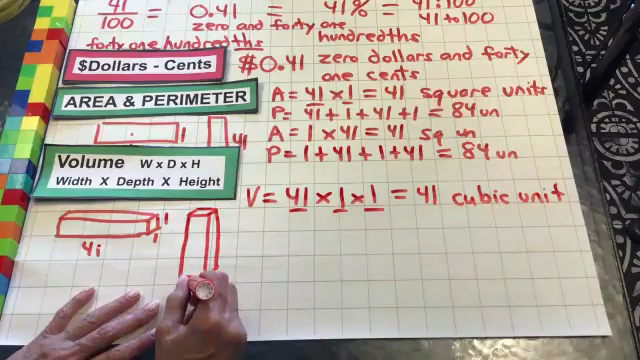 41/100 = 0.41 = 41% = 41:100
41 to 100
zero and forty one hundredths
forty one hundredths
$Dollars - Cents
$0.41 zero dollars and forty one cents
AREA & PERIMETER
A = 41 x 1 = 41 square units
P = 41 + 1 + 41 + 1 = 84 un
A = 1 x 41 = 41 sq un
P = 1 + 41 + 1 + 41 = 84 un
1
41
Volume W x D x H
Width X Depth X Height
V = 41 x 1 x 1 = 41 cubic unit
1
1
41